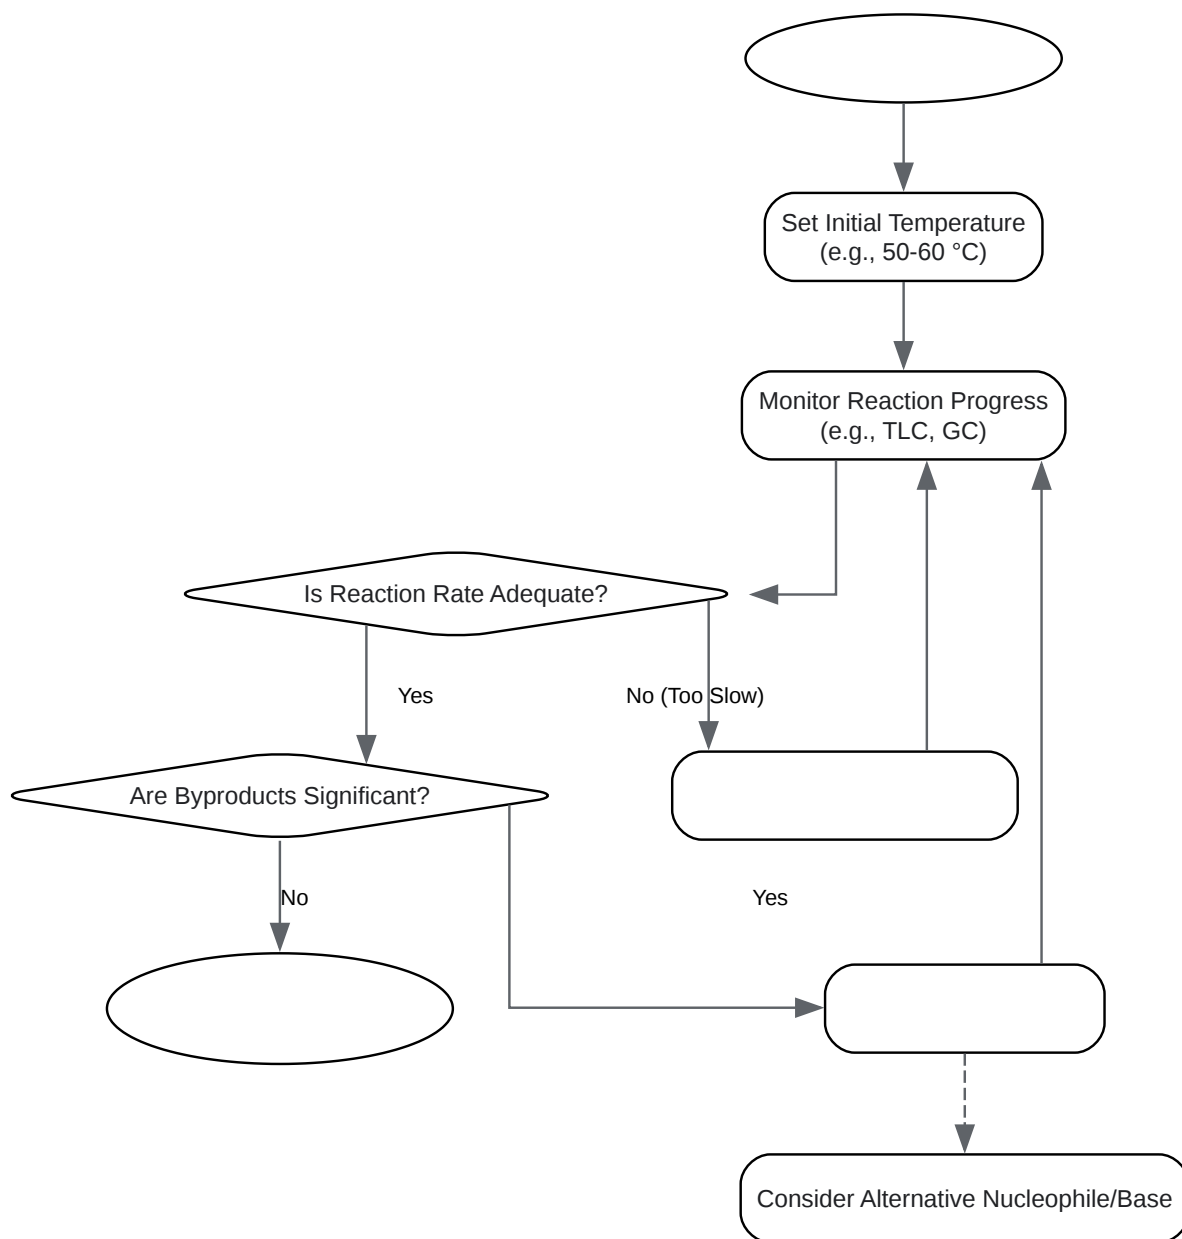 Set Initial Temperature
(e.g., 50-60 °C)
Monitor Reaction Progress
(e.g., TLC, GC)
Is Reaction Rate Adequate?
Yes
No (Too Slow)
Are Byproducts Significant?
No
Yes
Consider Alternative Nucleophile/Base